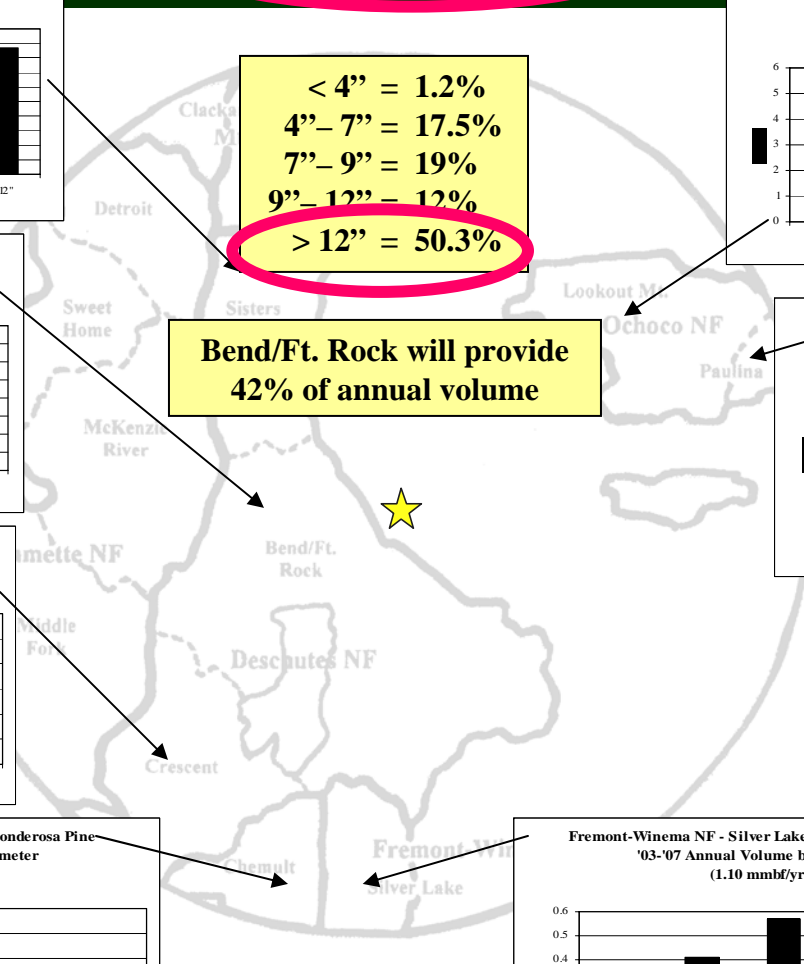 < 4” = 1.2%
4”– 7” = 17.5%
7”– 9” = 19%
9”– 12” = 12%
> 12” = 50.3%
Bend/Ft. Rock will provide
42% of annual volume
12"
6
5
4
3
2
1
0
Detroit
Sweet
Home
Sisters
Lookout Mt.
Ochoco NF
Paulina
McKenzie
River
Bend/Ft.
Rock
NF
Middle
Fork
Deschutes NF
Crescent
Chemult
Silver Lake
Pine
Fremont-Winema NF - Silver Lake
'03-'07 Annual Volume
(1.10 mmbf/yr
0.6
0.5
0.4